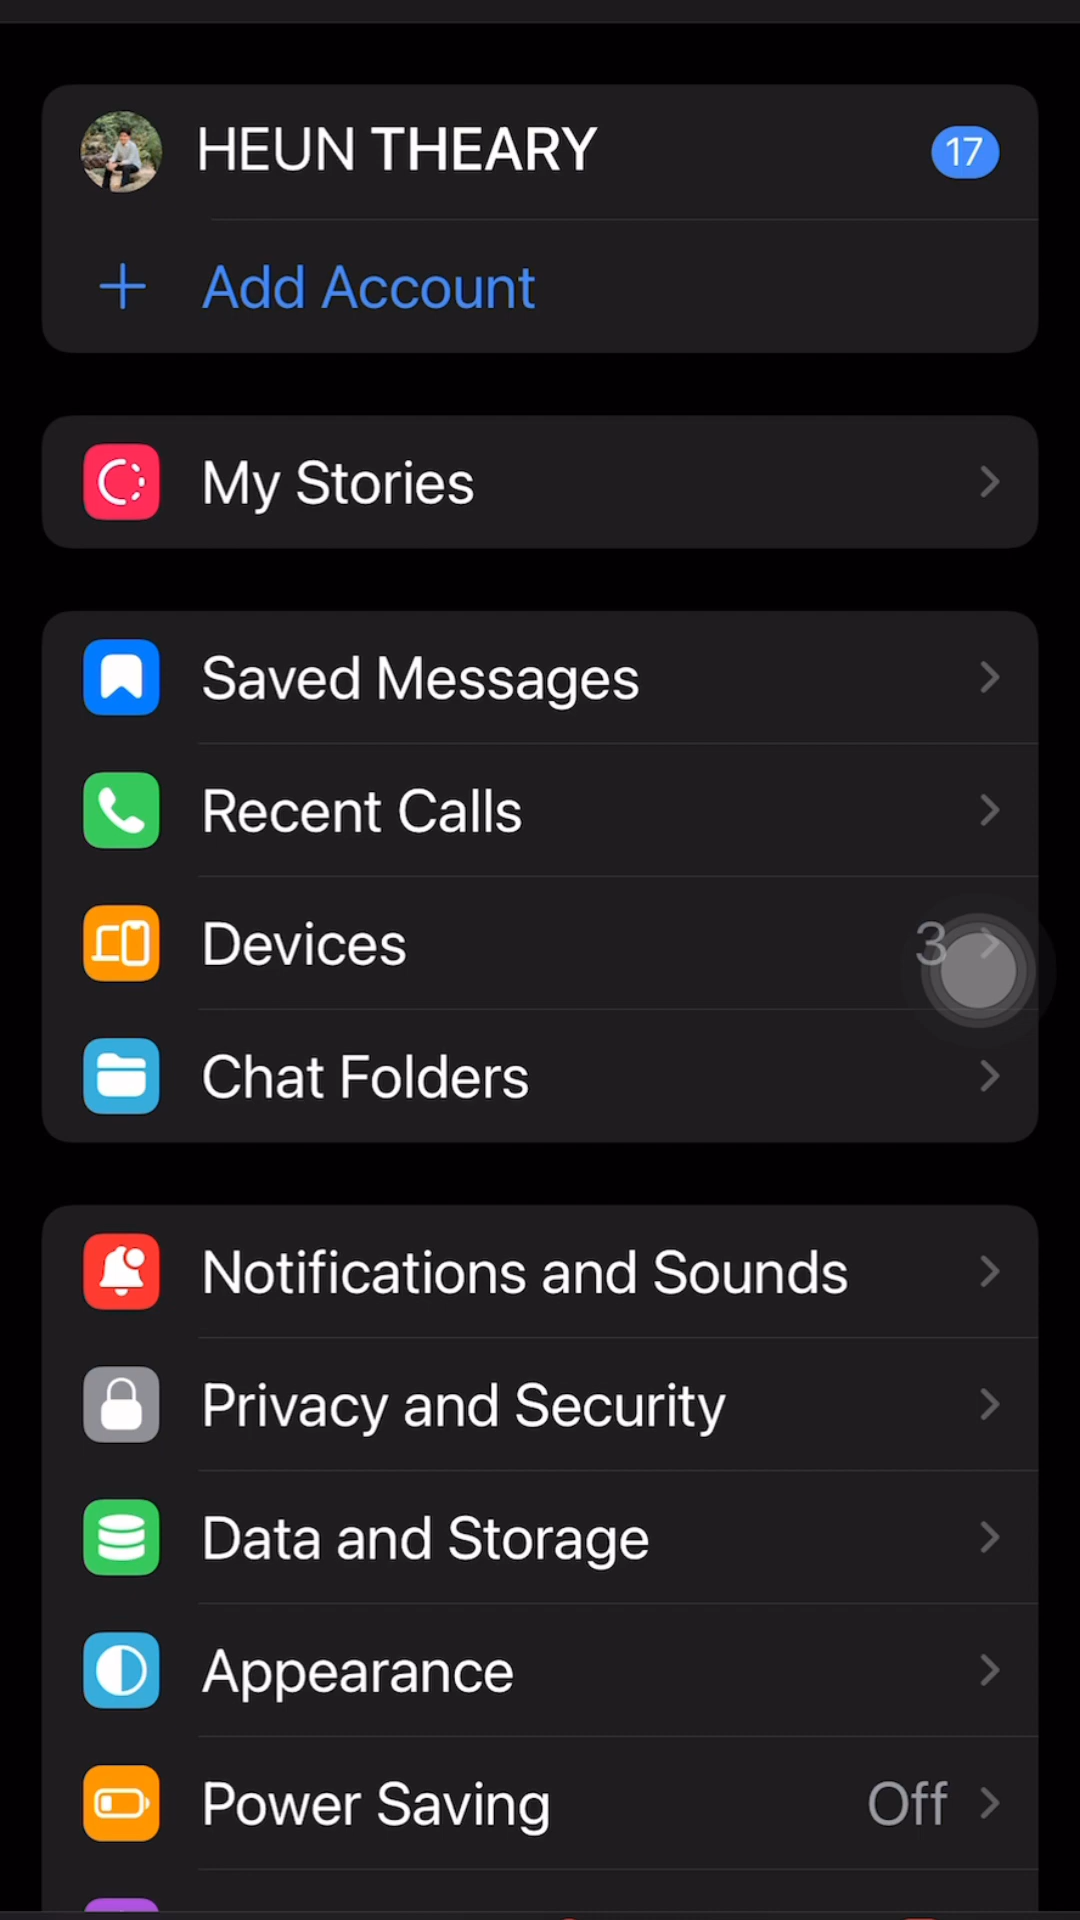 HEUN THEARY
17
Add Account
My Stories
Saved Messages
Recent Calls
Devices
3
Chat Folders
Notifications and Sounds
Privacy and Security
Data and Storage
Appearance
Power Saving
Off